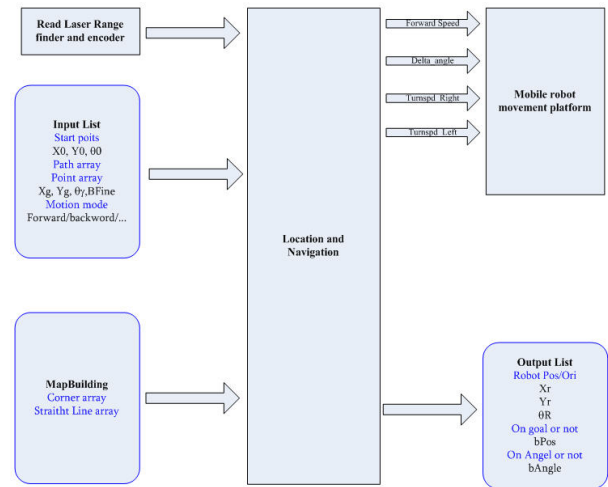 Read Laser Range
finder and encoder
Input List
Start poits
X0, Y0, θ0
Path array
Point array
Xg, Yg, θγ,BFine
Motion mode
Forward/backword/...
MapBuilding
Corner array
Straitht Line array
Location and
Navigation
Forward Speed
Delta_angle
Turnspd_Right
Turnspd_Left
Mobile robot
movement platform
Output List
Robot Pos/Ori
Xr
Yr
θR
On goal or not
bPos
On Angel or not
bAngle